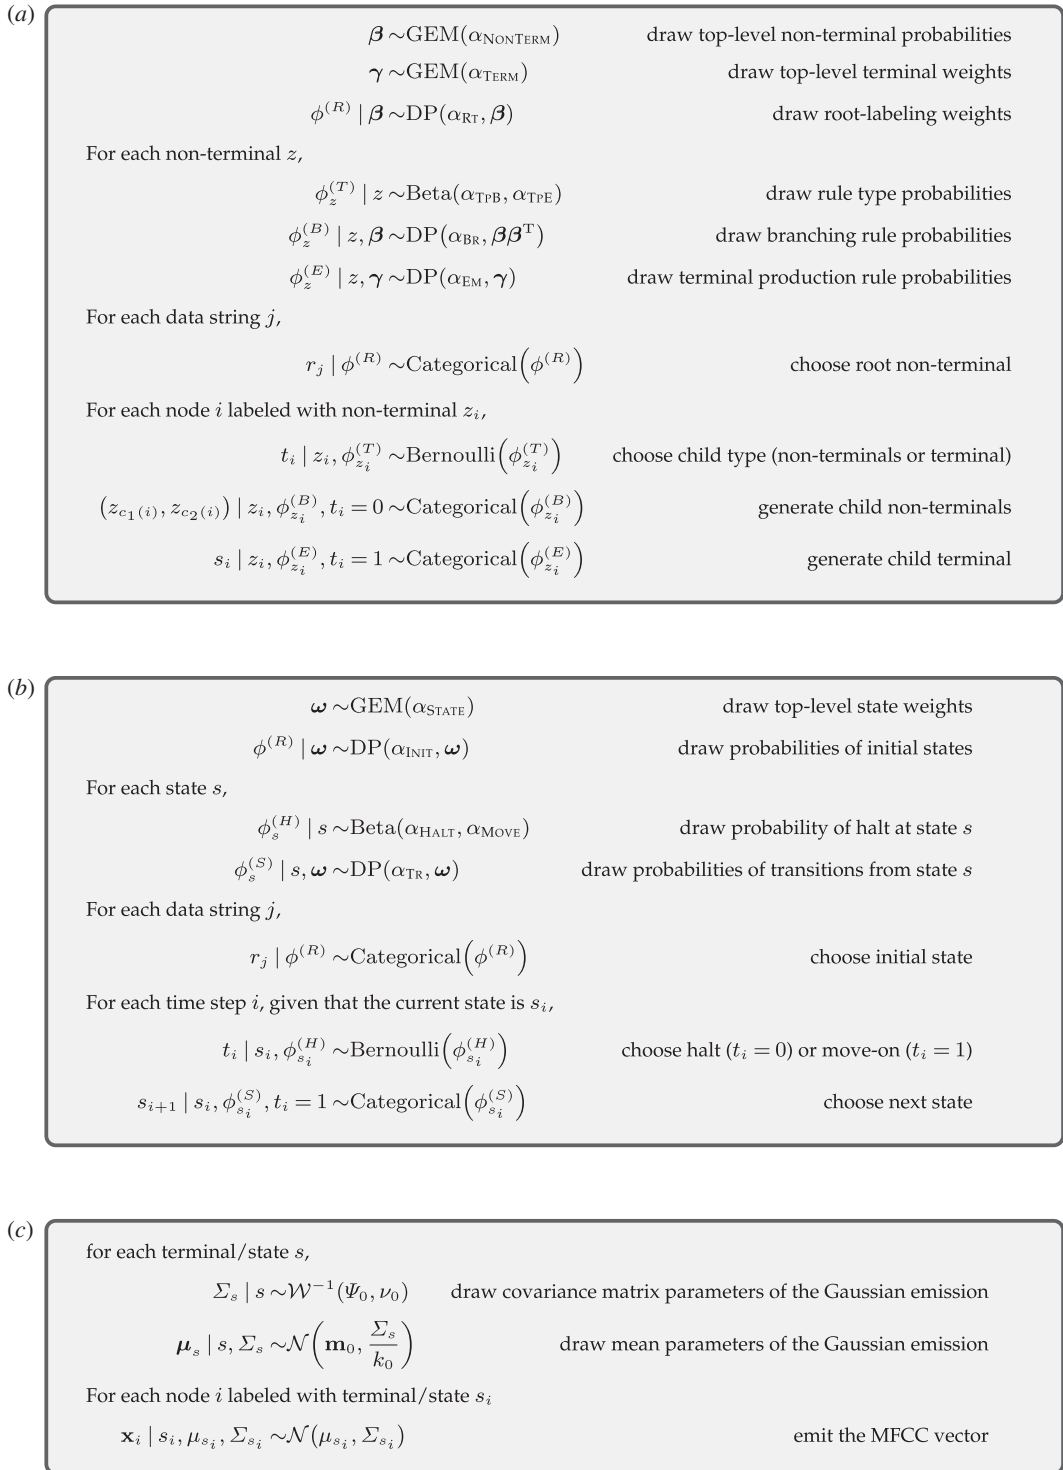 (a)
β ~GEM(α_NonTerm) draw top-level non-terminal probabilities
γ ~GEM(α_Term) draw top-level terminal weights
ϕ^(R) | β ~DP(α_Rt, β) draw root-labeling weights
For each non-terminal z,
ϕ_z^(T) | z ~Beta(α_TpB, α_TpE) draw rule type probabilities
ϕ_z^(B) | z, β ~DP(α_Br, ββ^T) draw branching rule probabilities
ϕ_z^(E) | z, γ ~DP(α_Em, γ) draw terminal production rule probabilities
For each data string j,
r_j | ϕ^(R) ~Categorical(ϕ^(R)) choose root non-terminal
For each node i labeled with non-terminal z_i,
t_i | z_i, ϕ_{z_i}^(T) ~Bernoulli(ϕ_{z_i}^(T)) choose child type (non-terminals or terminal)
(z_{c_1(i)}, z_{c_2(i)}) | z_i, ϕ_{z_i}^(B), t_i = 0 ~Categorical(ϕ_{z_i}^(B)) generate child non-terminals
s_i | z_i, ϕ_{z_i}^(E), t_i = 1 ~Categorical(ϕ_{z_i}^(E)) generate child terminal
(b)
ω ~GEM(α_State) draw top-level state weights
ϕ^(R) | ω ~DP(α_Init, ω) draw probabilities of initial states
For each state s,
ϕ_s^(H) | s ~Beta(α_Halt, α_Move) draw probability of halt at state s
ϕ_s^(S) | s, ω ~DP(α_Tr, ω) draw probabilities of transitions from state s
For each data string j,
r_j | ϕ^(R) ~Categorical(ϕ^(R)) choose initial state
For each time step i, given that the current state is s_i,
t_i | s_i, ϕ_{s_i}^(H) ~Bernoulli(ϕ_{s_i}^(H)) choose halt (t_i = 0) or move-on (t_i = 1)
s_{i+1} | s_i, ϕ_{s_i}^(S), t_i = 1 ~Categorical(ϕ_{s_i}^(S)) choose next state
(c)
for each terminal/state s,
Σ_s | s ~W^{-1}(Ψ_0, ν_0) draw covariance matrix parameters of the Gaussian emission
μ_s | s, Σ_s ~N(m_0, Σ_s/k_0) draw mean parameters of the Gaussian emission
For each node i labeled with terminal/state s_i
x_i | s_i, μ_{s_i}, Σ_{s_i} ~N(μ_{s_i}, Σ_{s_i}) emit the MFCC vector